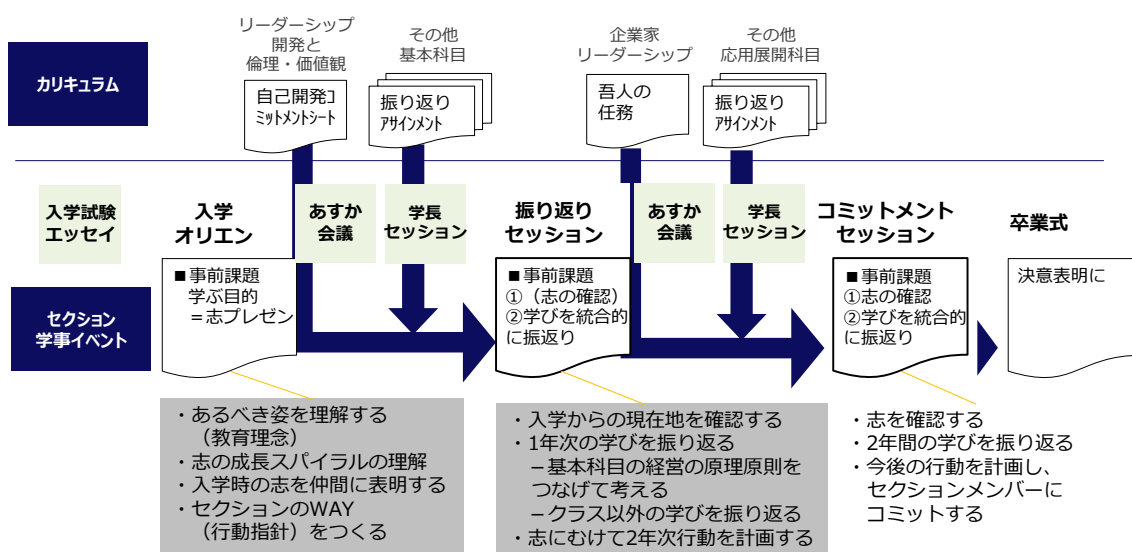 カリキュラム
リーダーシップ
開発と
倫理・価値観
自己開発コ
ミットメントシート
その他
基本科目
振り返り
アサインメント
企業家
リーダーシップ
吾人の
任務
その他
応用展開科目
振り返り
アサインメント
入学試験
エッセイ
入学
オリエン
あすか
会議
学長
セッション
振り返り
セッション
あすか
会議
学長
セッション
コミットメント
セッション
卒業式
セクション
学事イベント
■事前課題
学ぶ目的
＝志プレゼン
■事前課題
①（志の確認）
②学びを統合的
に振返り
■事前課題
①志の確認
②学びを統合的
に振返り
決意表明に
・あるべき姿を理解する
（教育理念）
・志の成長スパイラルの理解
・入学時の志を仲間に表明する
・セクションのWAY
（行動指針）をつくる
・入学からの現在地を確認する
・1年次の学びを振り返る
－基本科目の経営の原理原則を
つなげて考える
－クラス以外の学びを振り返る
・志にむけて2年次行動を計画する
・志を確認する
・2年間の学びを振り返る
・今後の行動を計画し、
セクションメンバーに
コミットする